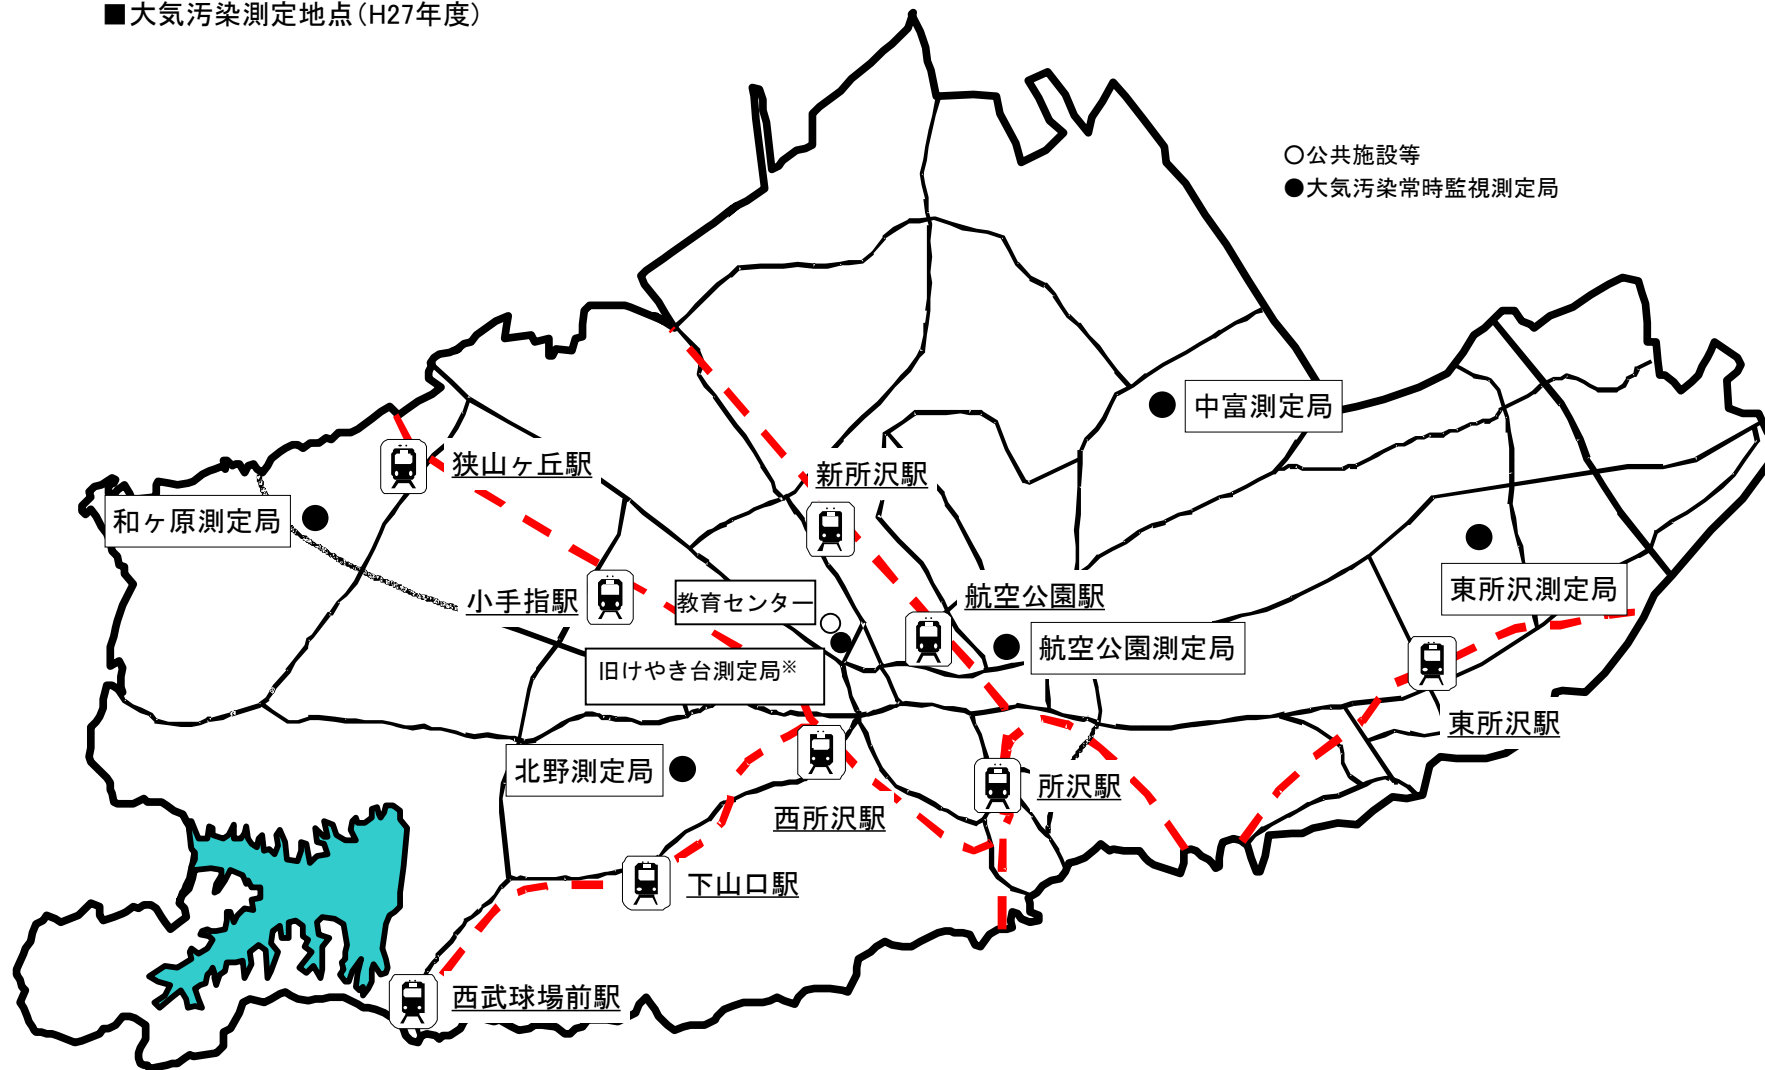 ■大気汚染測定地点(H27年度)
○公共施設等
●大気汚染常時監視測定局
中富測定局
狭山ヶ丘駅
新所沢駅
和ヶ原測定局
小手指駅
教育センター
航空公園駅
東所沢測定局
航空公園測定局
旧けやき台測定局※
東所沢駅
北野測定局
所沢駅
西所沢駅
下山口駅
西武球場前駅